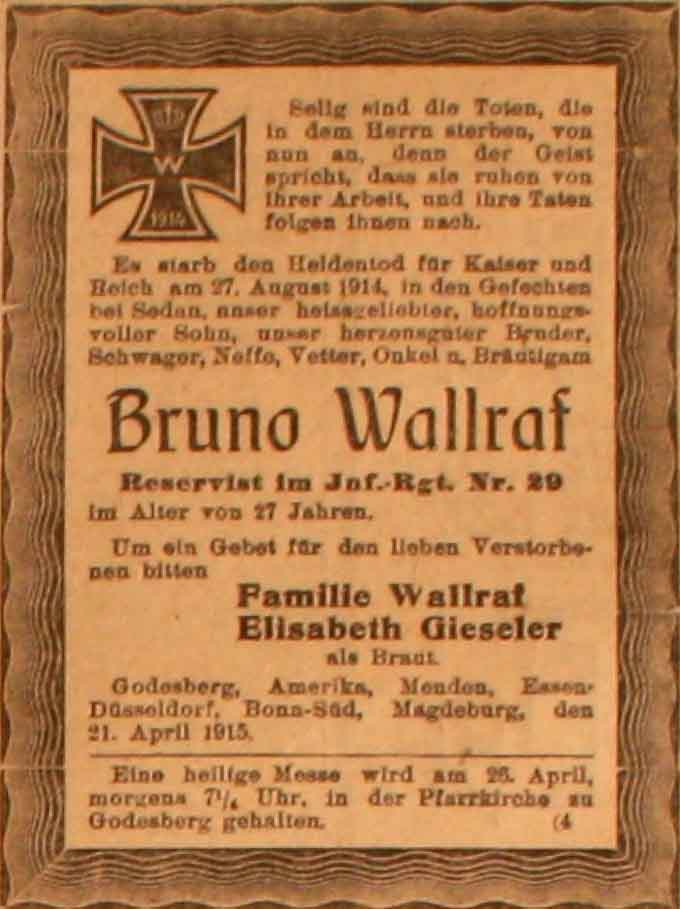 W
1914
Selig sind die Toten, die
in dem Herrn sterben, von
nun an, denn der Geist
spricht, dass sie ruhen von
ihrer Arbeit, und ihre Taten
folgen ihnen nach.
Es starb den Heldentod für Kaiser und
Reich am 27. August 1914, in den Gefechten
bei Sedan, unser heissgeliebter, hoffnungs-
voller Sohn, unser herzensguter Bruder,
Schwager, Neffe, Vetter, Onkel u. Bräutigam
Bruno Wallraf
Reservist im Jnf.-Rgt. Nr. 29
im Alter von 27 Jahren.
Um ein Gebet für den lieben Verstorbe-
nen bitten
Familie Wallraf
Elisabeth Gieseler
als Braut.
Godesberg, Amerika, Menden, Essen-
Düsseldorf, Bonn-Süd, Magdeburg, den
21. April 1915.
Eine heilige Messe wird am 26. April,
morgens 7¼ Uhr, in der Pfarrkirche zu
Godesberg gehalten. (4